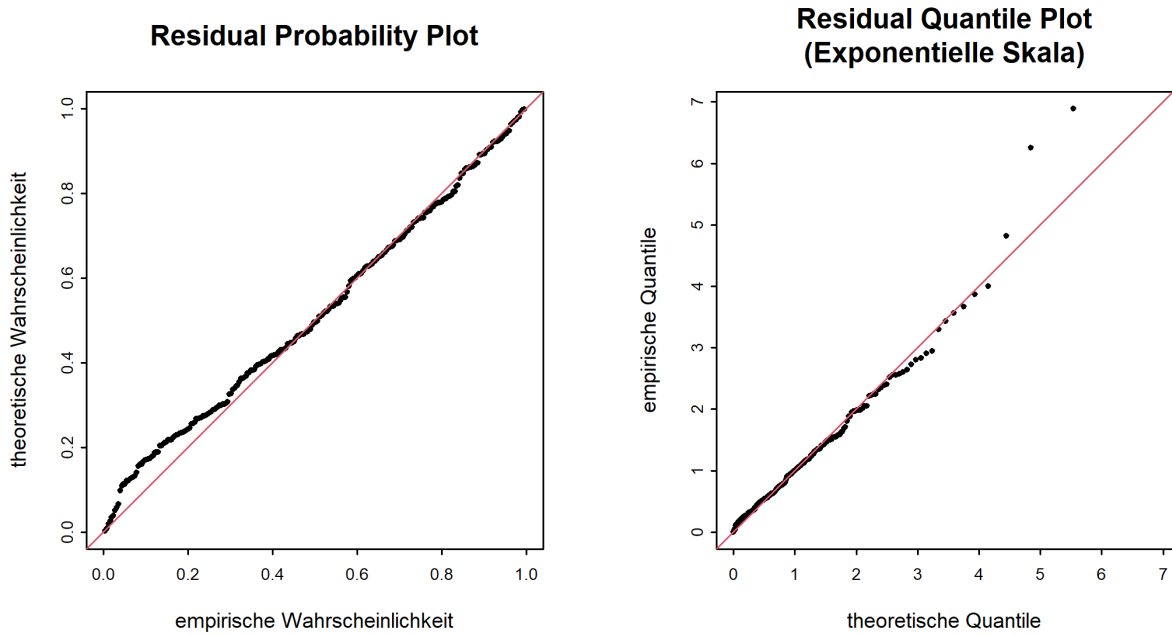 Residual Probability Plot
theoretische Wahrscheinlichkeit
1.0
0.8
0.6
0.4
0.2
0.0
0.0 0.2 0.4 0.6 0.8 1.0
empirische Wahrscheinlichkeit
Residual Quantile Plot
(Exponentielle Skala)
empirische Quantile
7
6
5
4
3
2
1
0
0 1 2 3 4 5 6 7
theoretische Quantile